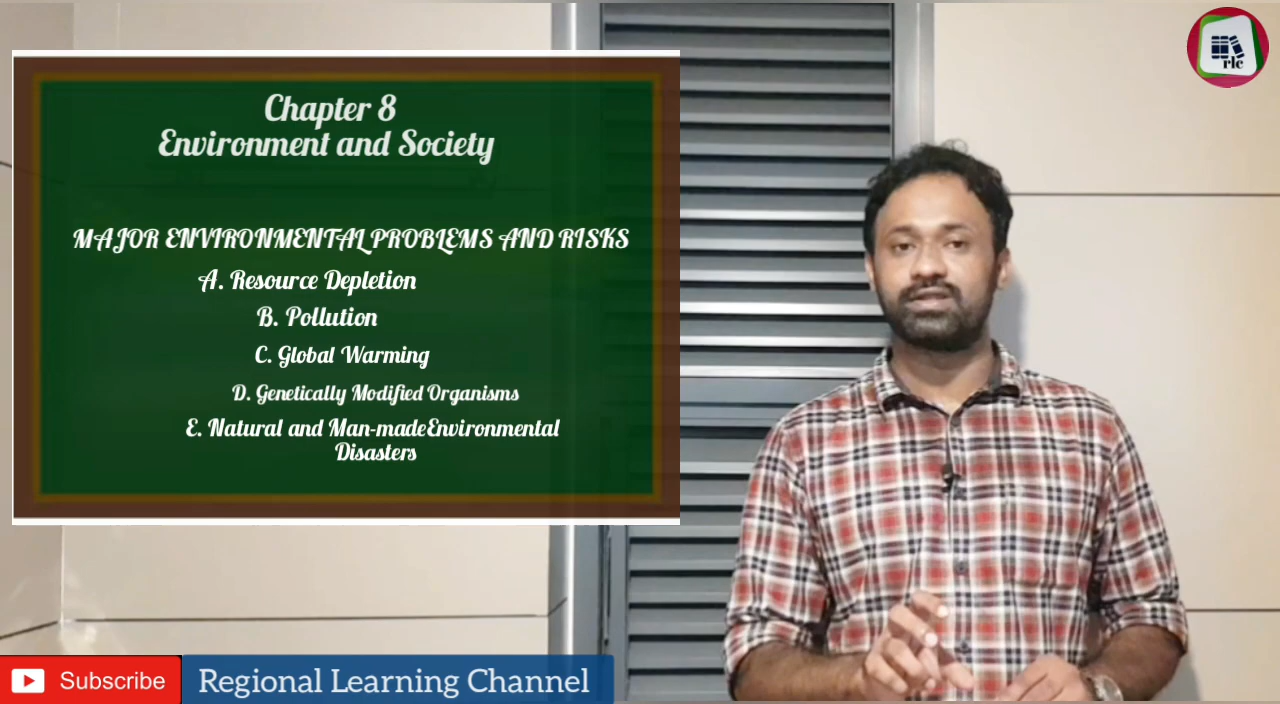 rlc
Chapter 8
Environment and Society
MAJOR ENVIRONMENTAL PROBLEMS AND RISKS
A. Resource Depletion
B. Pollution
C. Global Warming
D. Genetically Modified Organisms
E. Natural and Man-madeEnvironmental
Disasters
Subscribe
Regional Learning Channel